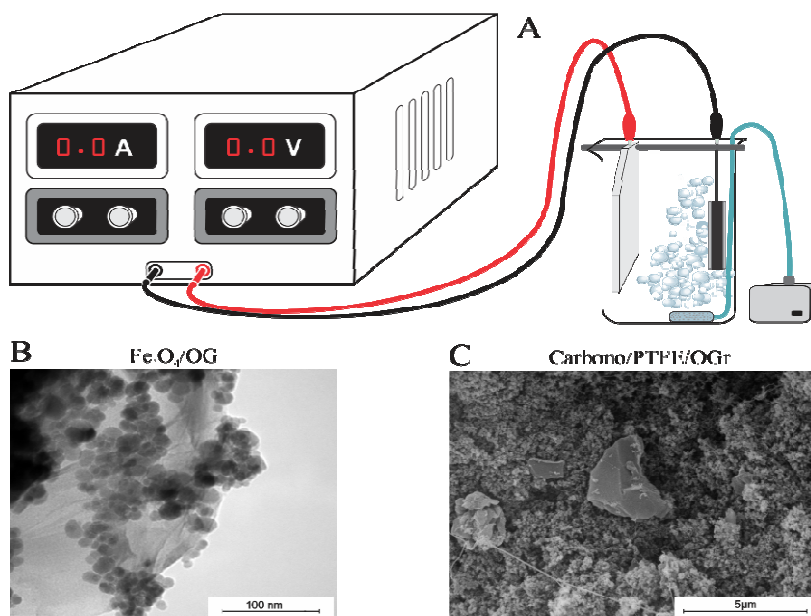 A
0.0 A
0.0 V
B
Fe₃O₄/OG
C
Carbono/PTFE/OGr
100 nm
5µm